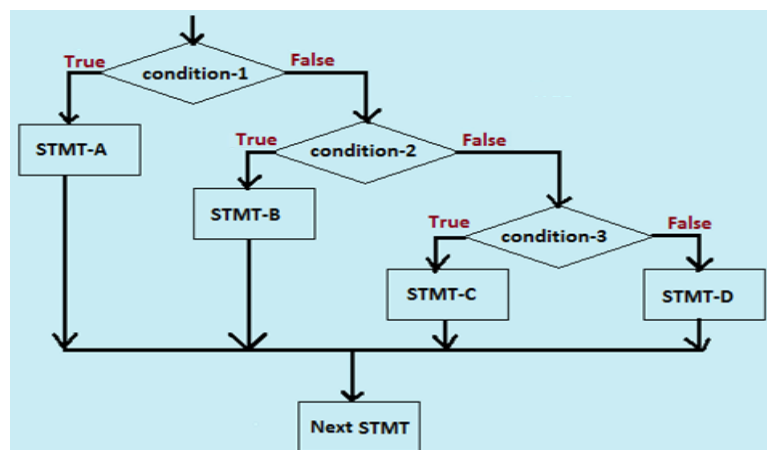 True
condition-1
False
STMT-A
True
condition-2
False
STMT-B
True
condition-3
False
STMT-C
STMT-D
Next STMT